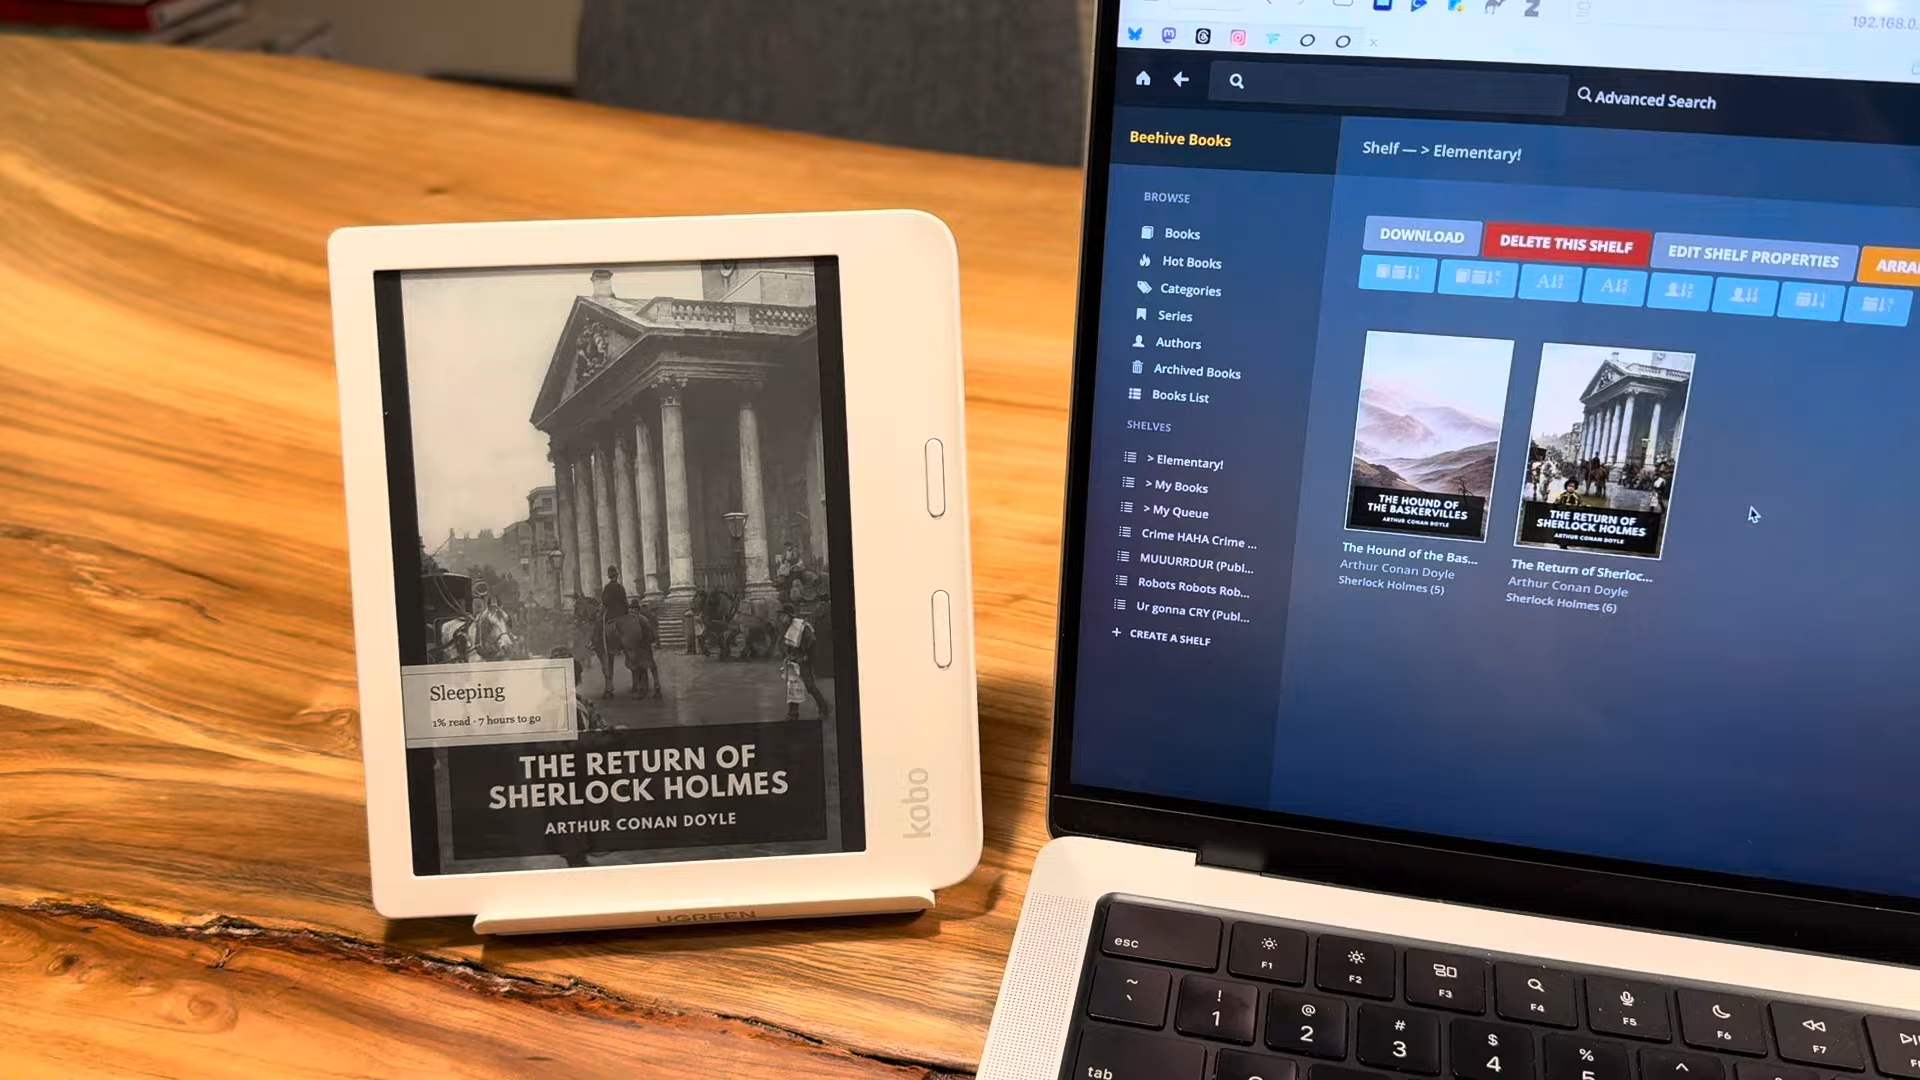 Sleeping
1% read · 7 hours to go
THE RETURN OF
SHERLOCK HOLMES
ARTHUR CONAN DOYLE
kobo
UGREEN
192.168.0.
Advanced Search
Beehive Books
Shelf — > Elementary!
BROWSE
Books
Hot Books
Categories
Series
Authors
Archived Books
Books List
SHELVES
> Elementary!
> My Books
> My Queue
Crime HAHA Crime ...
MUUURRDUR (Publ...
Robots Robots Rob...
Ur gonna CRY (Publ...
+ CREATE A SHELF
DOWNLOAD
DELETE THIS SHELF
EDIT SHELF PROPERTIES
ARRA
THE HOUND OF
THE BASKERVILLES
ARTHUR CONAN DOYLE
The Hound of the Bas...
Arthur Conan Doyle
Sherlock Holmes (5)
THE RETURN OF
SHERLOCK HOLMES
ARTHUR CONAN DOYLE
The Return of Sherloc...
Arthur Conan Doyle
Sherlock Holmes (6)
esc
F1
F2
F3
F4
F5
F6
F7
~
`
!
1
@
2
#
3
$
4
%
5
^
tab